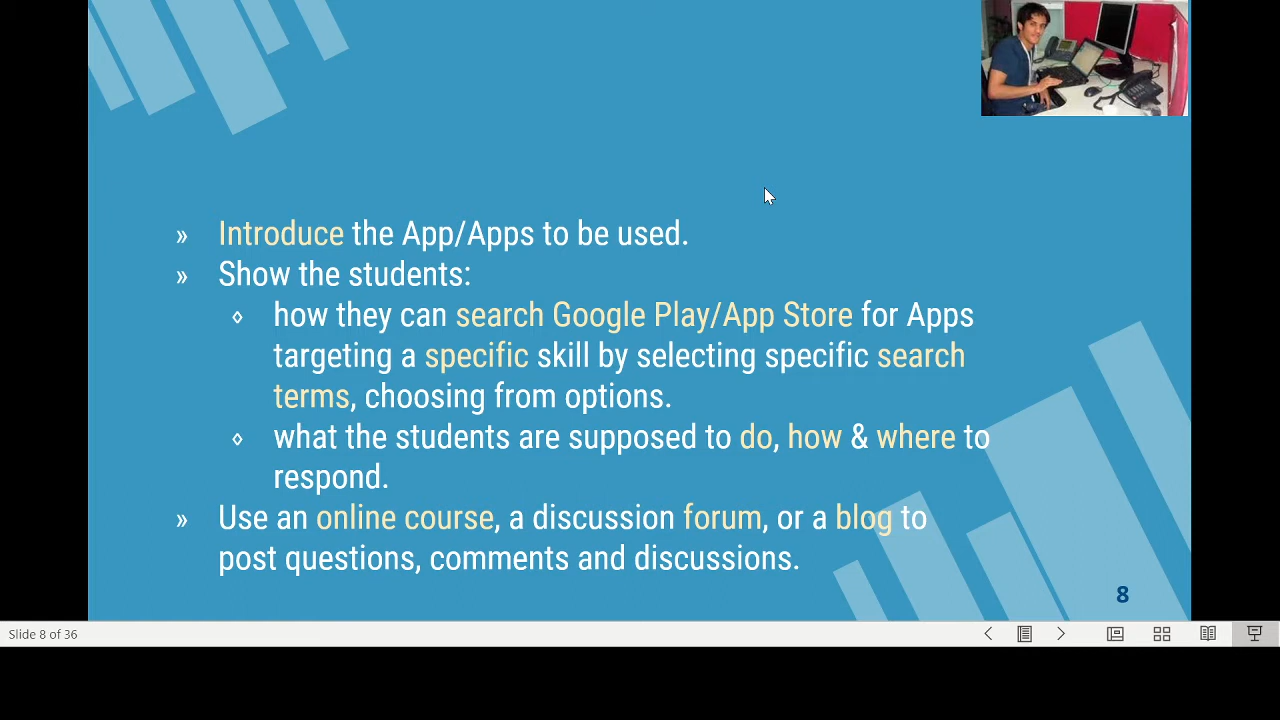 » Introduce the App/Apps to be used.
» Show the students:
◊ how they can search Google Play/App Store for Apps
targeting a specific skill by selecting specific search
terms, choosing from options.
◊ what the students are supposed to do, how & where to
respond.
» Use an online course, a discussion forum, or a blog to
post questions, comments and discussions.
8
Slide 8 of 36